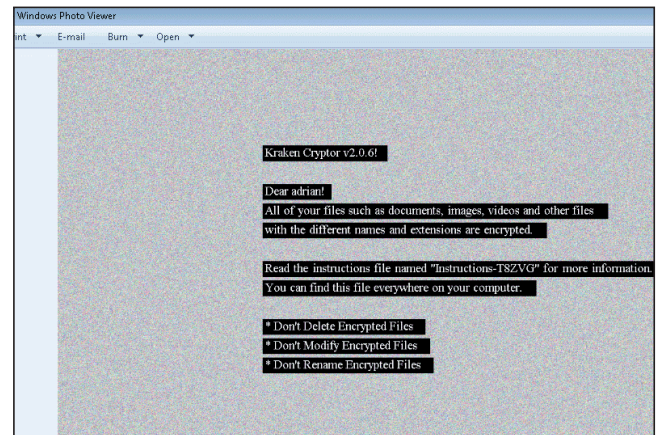 Windows Photo Viewer
int E-mail Burn Open
Kraken Cryptor v2.0.6!
Dear adrian!
All of your files such as documents, images, videos and other files
with the different names and extensions are encrypted.
Read the instructions file named "Instructions-T8ZVG" for more information.
You can find this file everywhere on your computer.
* Don't Delete Encrypted Files
* Don't Modify Encrypted Files
* Don't Rename Encrypted Files